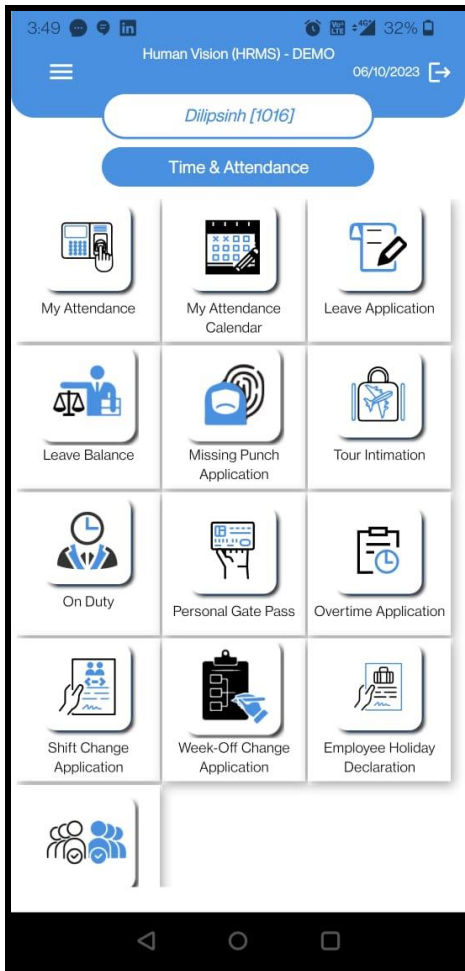 3:49
32%
Human Vision (HRMS) - DEMO
06/10/2023
Dilipsinh [1016]
Time & Attendance
My Attendance
My Attendance
Calendar
Leave Application
Leave Balance
Missing Punch
Application
Tour Intimation
On Duty
Personal Gate Pass
Overtime Application
Shift Change
Application
Week-Off Change
Application
Employee Holiday
Declaration